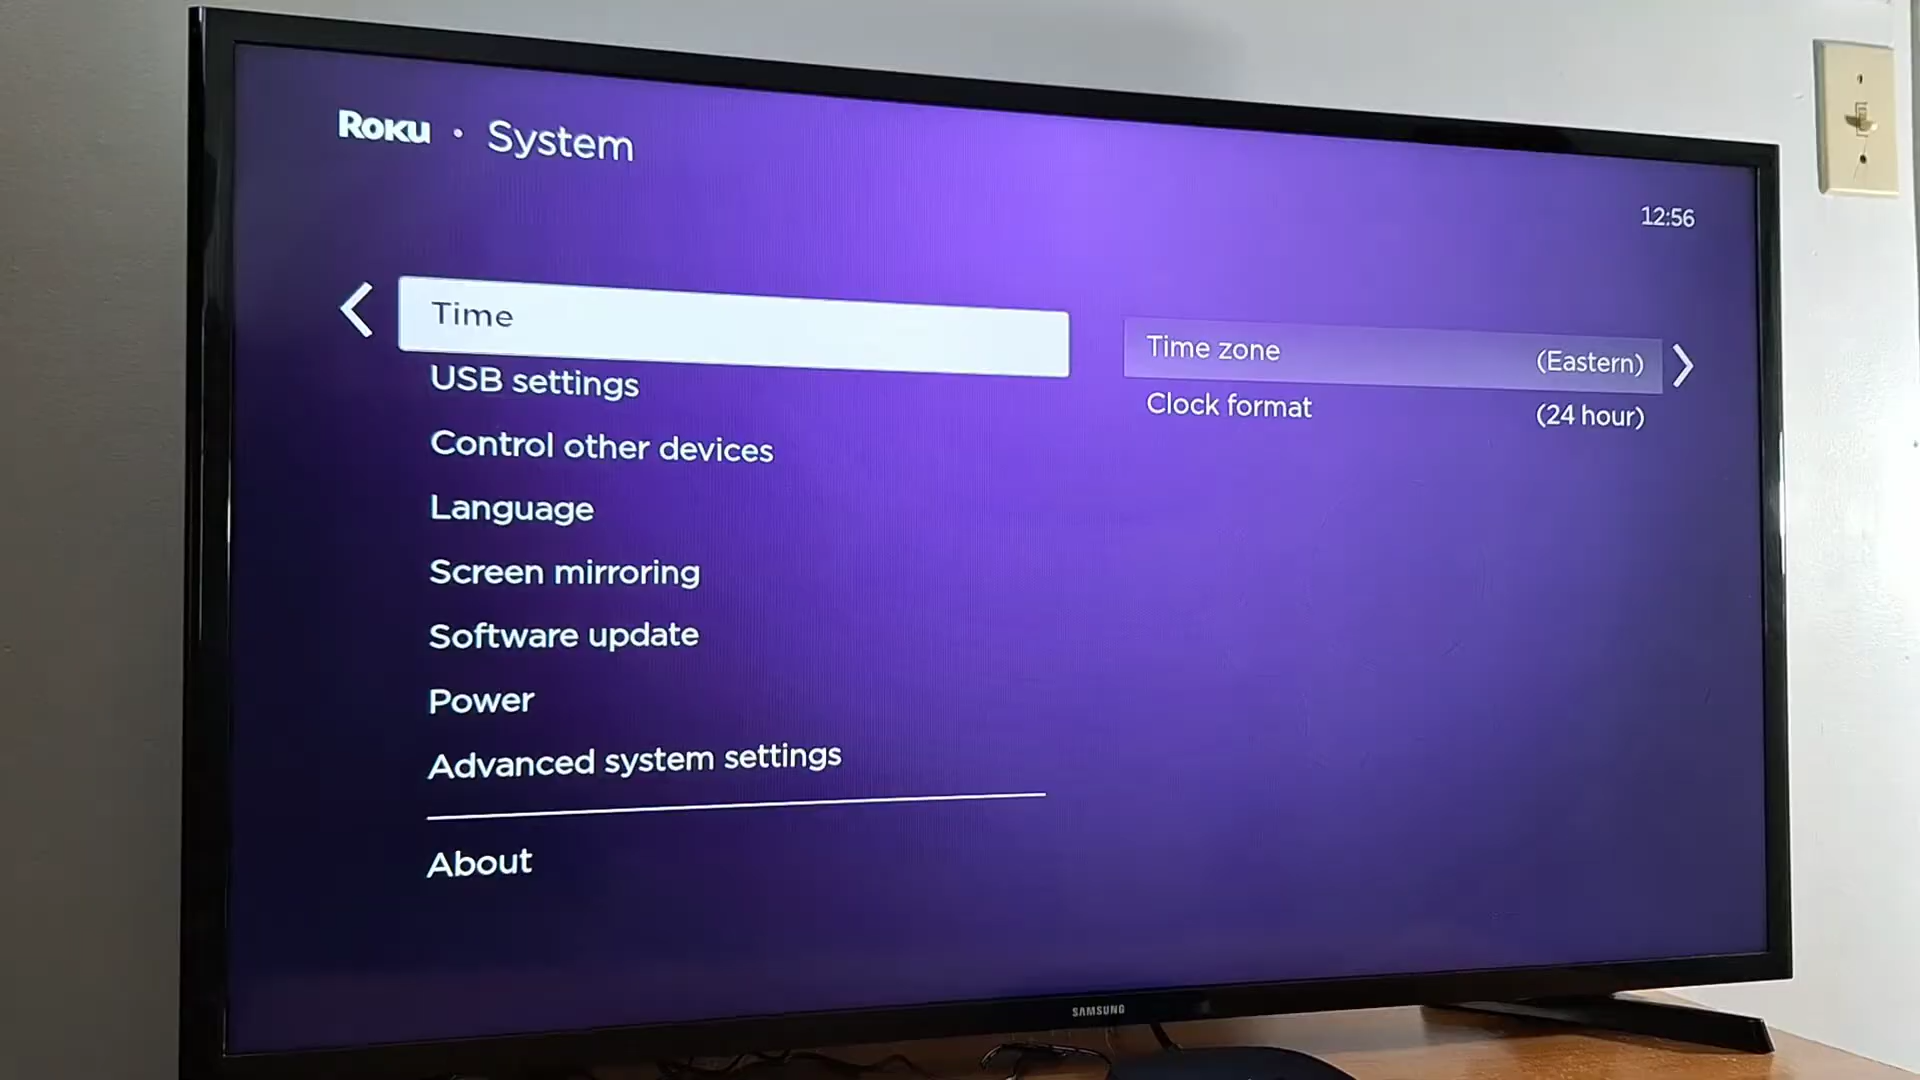 Roku • System
12:56
Time
USB settings
Control other devices
Language
Screen mirroring
Software update
Power
Advanced system settings
About
Time zone (Eastern)
Clock format (24 hour)
SAMSUNG